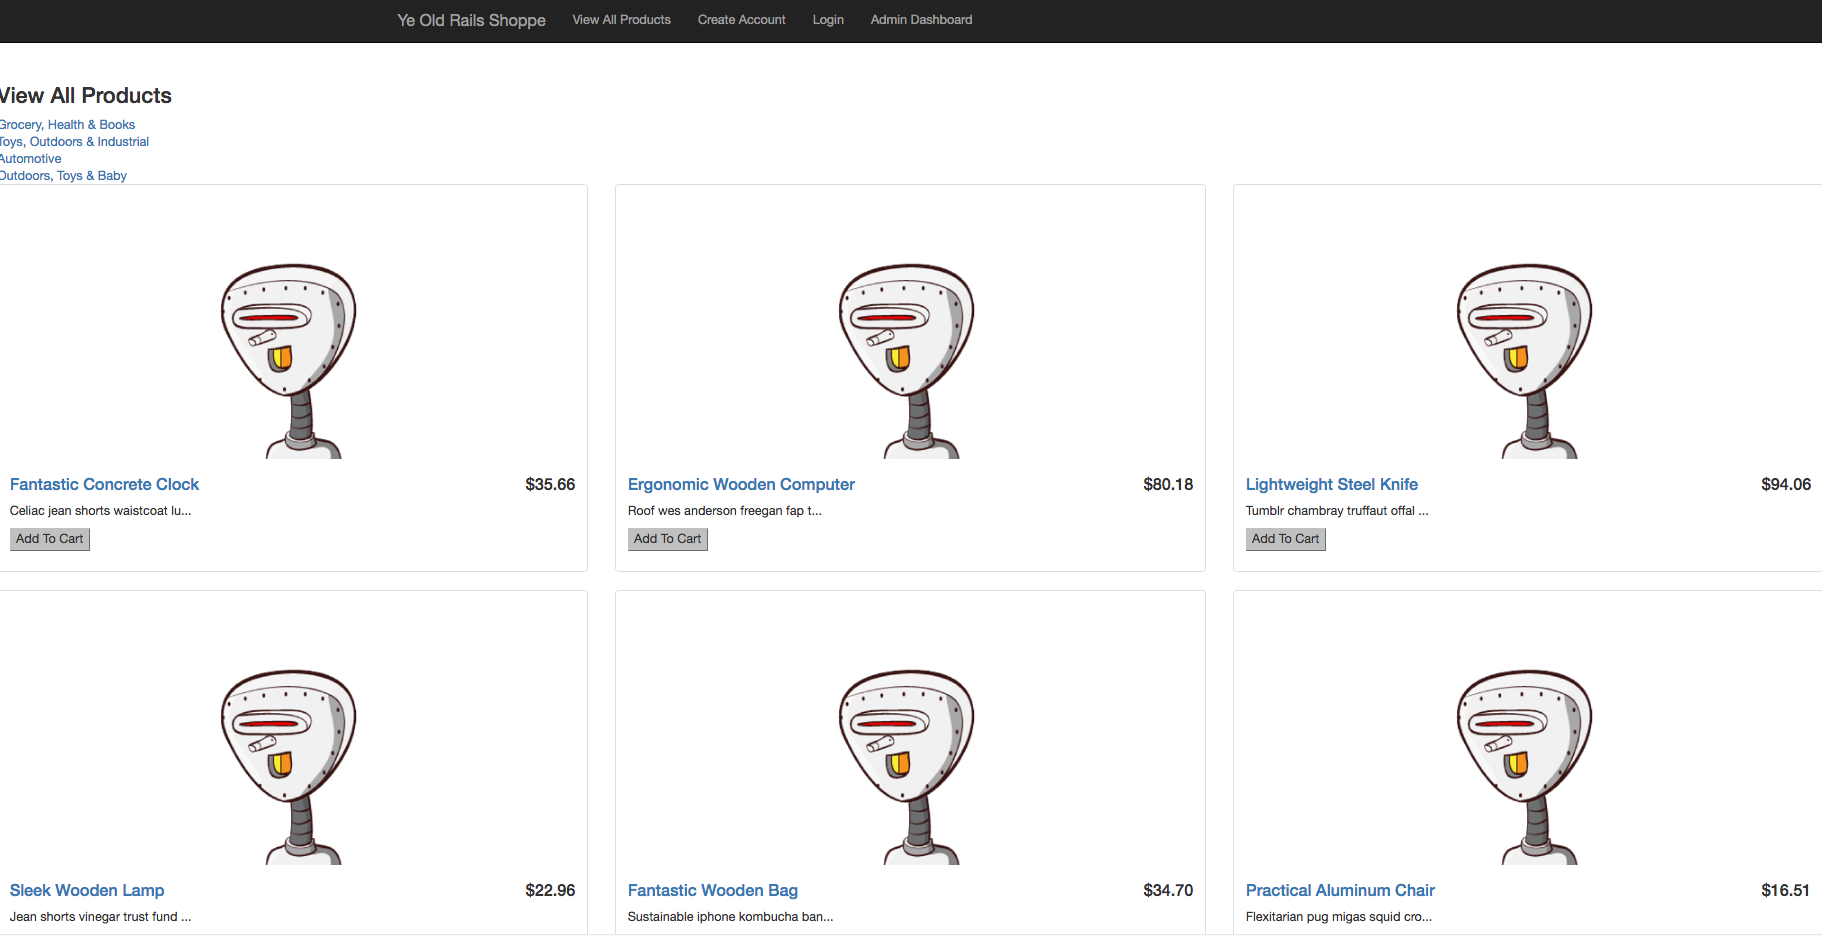 Ye Old Rails Shoppe View All Products Create Account Login Admin Dashboard
View All Products
Grocery, Health & Books
Toys, Outdoors & Industrial
Automotive
Outdoors, Toys & Baby
Fantastic Concrete Clock $35.66
Celiac jean shorts waistcoat lu...
Add To Cart
Ergonomic Wooden Computer $80.18
Roof wes anderson freegan fap t...
Add To Cart
Lightweight Steel Knife $94.06
Tumblr chambray truffaut offal ...
Add To Cart
Sleek Wooden Lamp $22.96
Jean shorts vinegar trust fund ...
Fantastic Wooden Bag $34.70
Sustainable iphone kombucha ban...
Practical Aluminum Chair $16.51
Flexitarian pug migas squid cro...